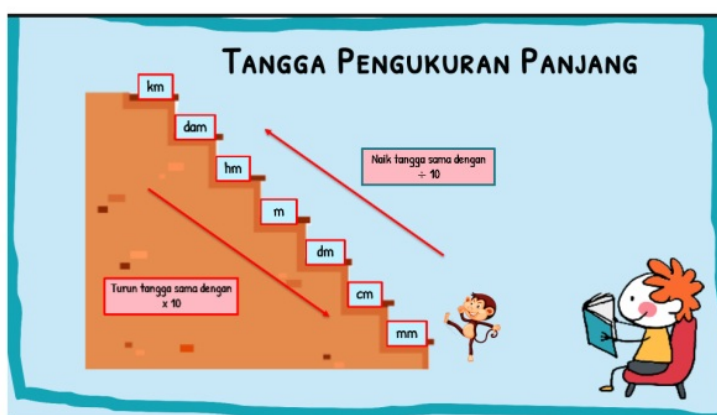 TANGGA PENGUKURAN PANJANG
km
dam
hm
m
dm
cm
mm
Naik tangga sama dengan
÷ 10
Turun tangga sama dengan
x 10